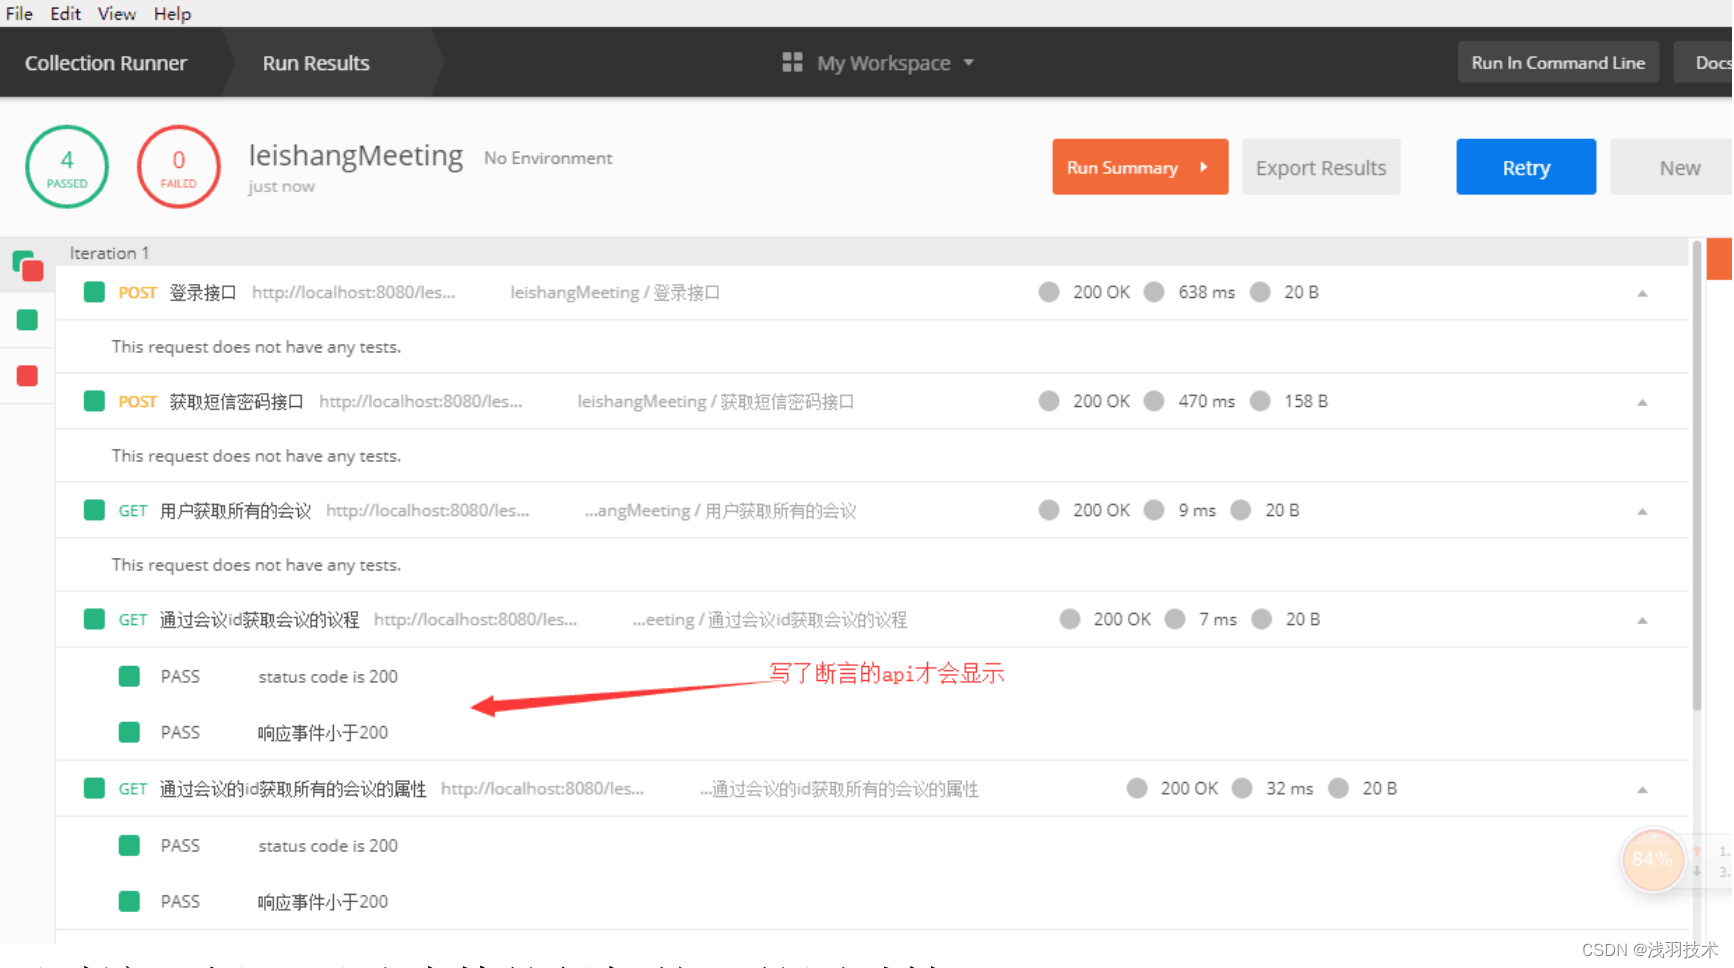 File Edit View Help
Collection Runner Run Results My Workspace Run In Command Line Docs
4 PASSED 0 FAILED leishangMeeting No Environment
just now
Run Summary Export Results Retry New
Iteration 1
POST 登录接口 http://localhost:8080/les... leishangMeeting / 登录接口 200 OK 638 ms 20 B
This request does not have any tests.
POST 获取短信密码接口 http://localhost:8080/les... leishangMeeting / 获取短信密码接口 200 OK 470 ms 158 B
This request does not have any tests.
GET 用户获取所有的会议 http://localhost:8080/les... ...angMeeting / 用户获取所有的会议 200 OK 9 ms 20 B
This request does not have any tests.
GET 通过会议id获取会议的议程 http://localhost:8080/les... ...eeting / 通过会议id获取会议的议程 200 OK 7 ms 20 B
PASS status code is 200
写了断言的api才会显示
PASS 响应事件小于200
GET 通过会议的id获取所有的会议的属性 http://localhost:8080/les... ...通过会议的id获取所有的会议的属性 200 OK 32 ms 20 B
PASS status code is 200
84%
1.
3.
PASS 响应事件小于200
CSDN @浅羽技术